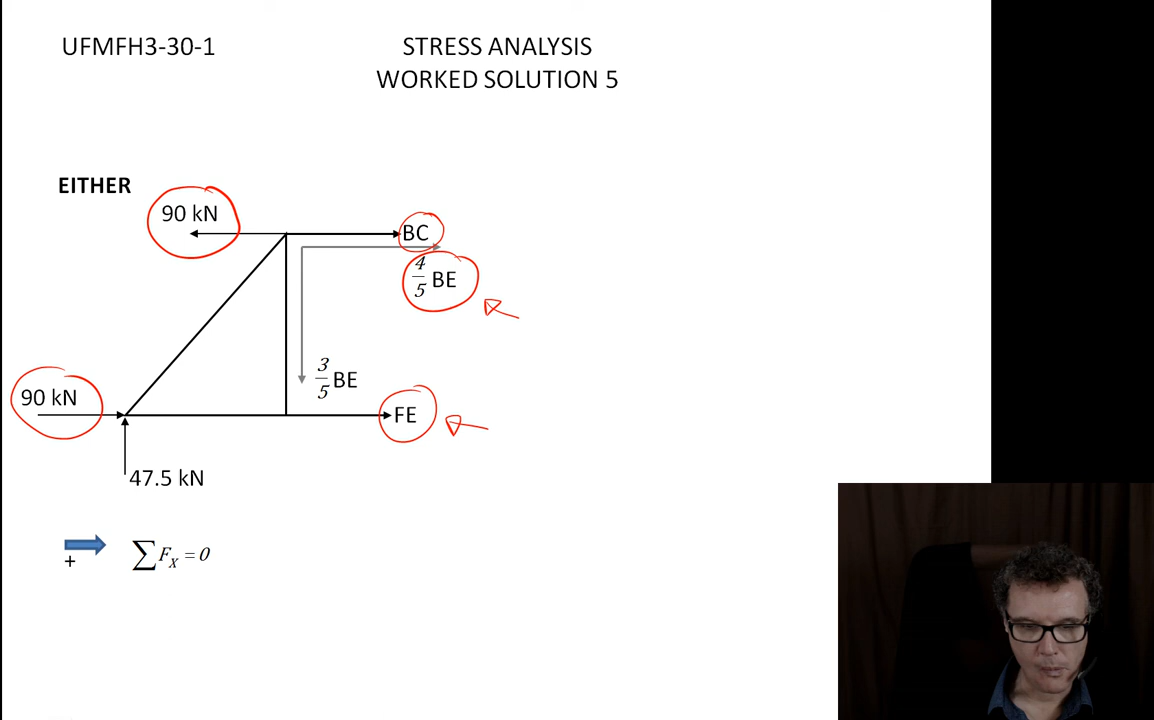 UFMFH3-30-1
STRESS ANALYSIS
WORKED SOLUTION 5
EITHER
90 kN
BC
4/5 BE
3/5 BE
90 kN
FE
47.5 kN
+
∑F_X = 0